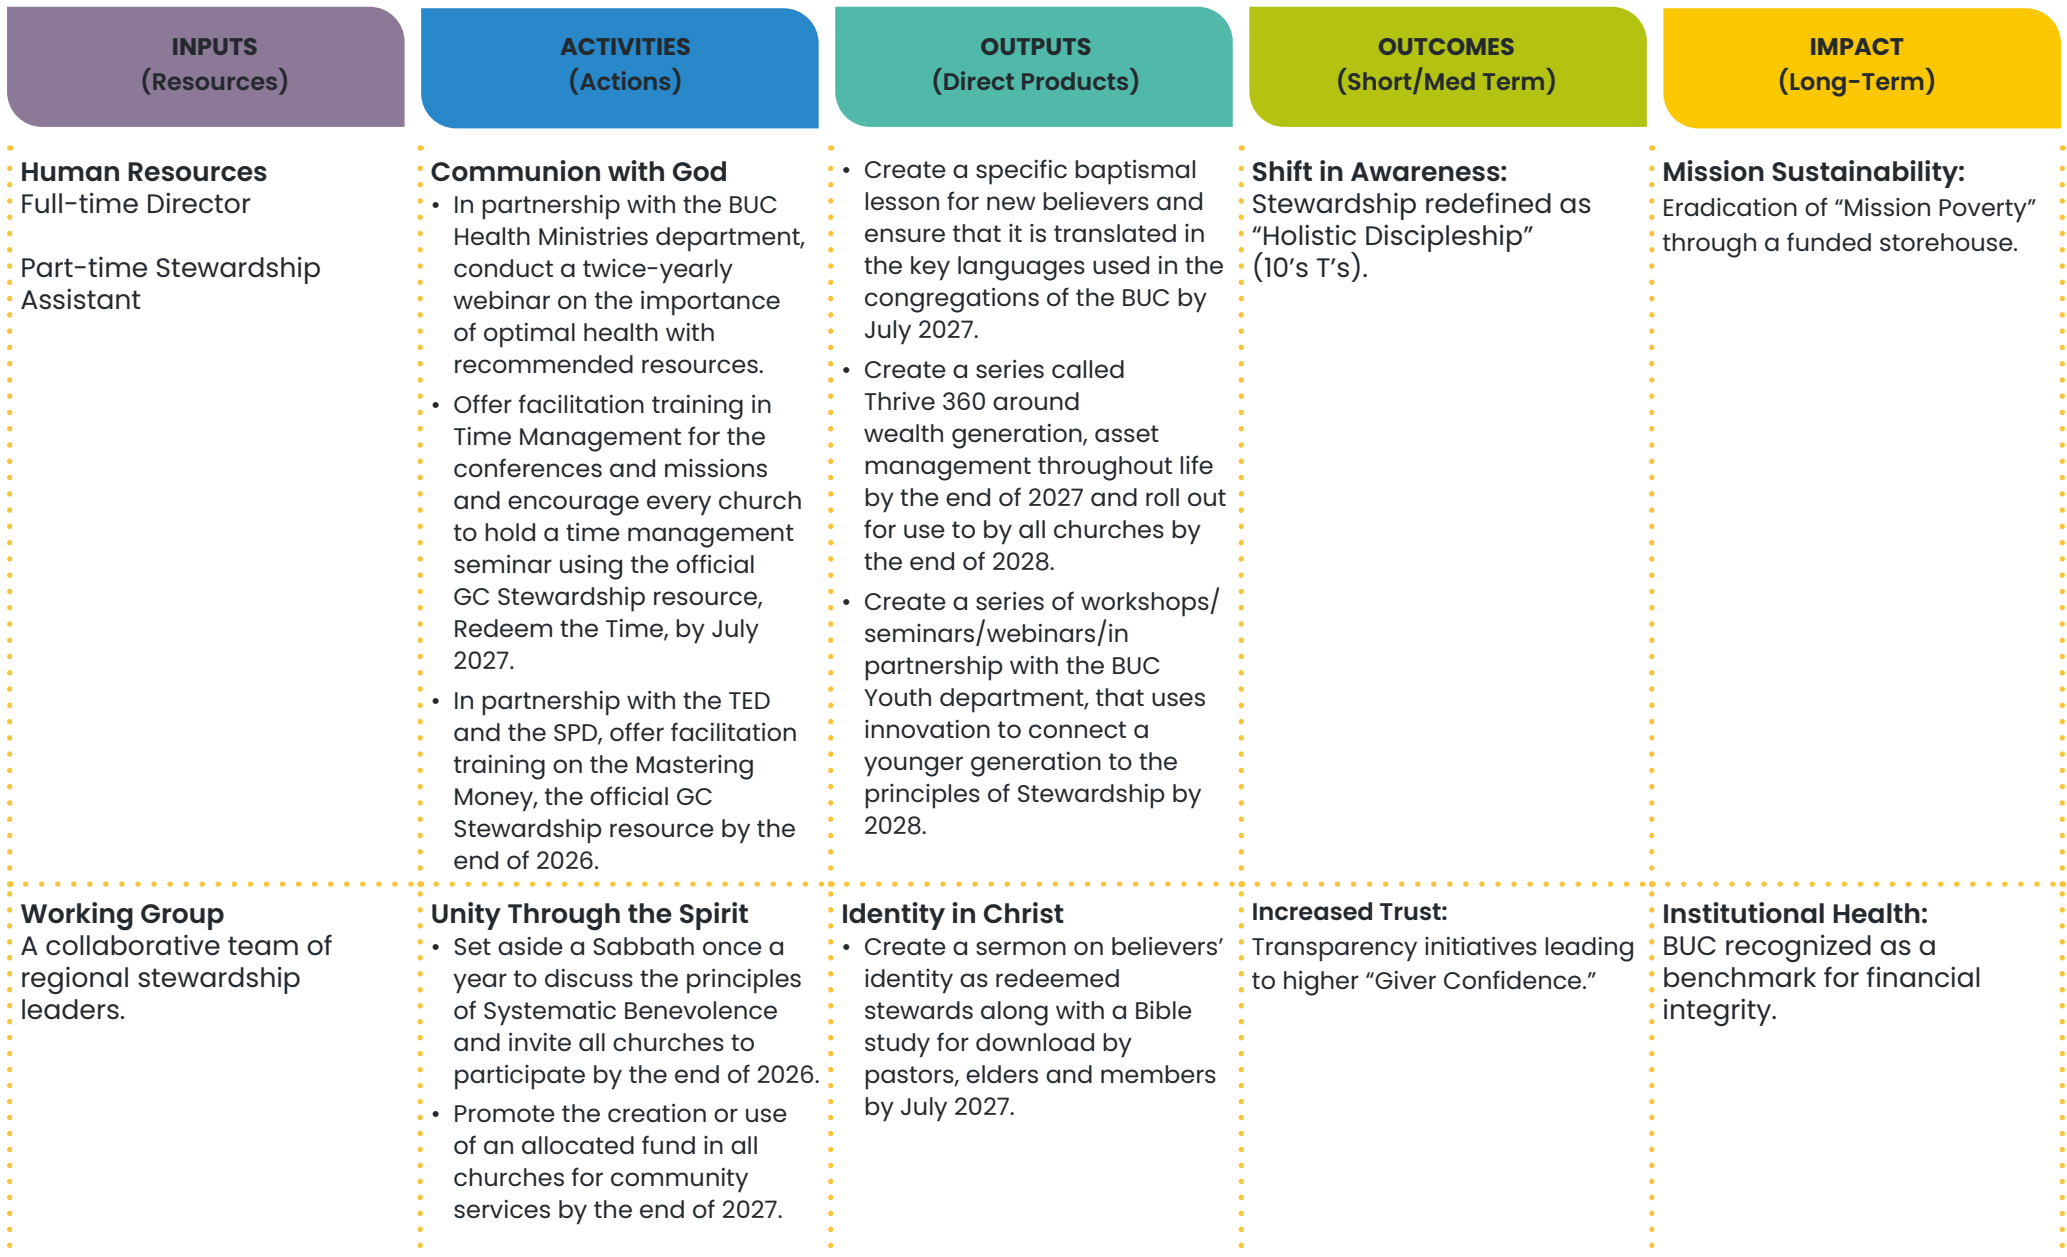 INPUTS
(Resources)
ACTIVITIES
(Actions)
OUTPUTS
(Direct Products)
OUTCOMES
(Short/Med Term)
IMPACT
(Long-Term)
Human Resources
Full-time Director
Part-time Stewardship
Assistant
Communion with God
• In partnership with the BUC
Health Ministries department,
conduct a twice-yearly
webinar on the importance
of optimal health with
recommended resources.
• Offer facilitation training in
Time Management for the
conferences and missions
and encourage every church
to hold a time management
seminar using the official
GC Stewardship resource,
Redeem the Time, by July
2027.
• In partnership with the TED
and the SPD, offer facilitation
training on the Mastering
Money, the official GC
Stewardship resource by the
end of 2026.
• Create a specific baptismal
lesson for new believers and
ensure that it is translated in
the key languages used in the
congregations of the BUC by
July 2027.
• Create a series called
Thrive 360 around
wealth generation, asset
management throughout life
by the end of 2027 and roll out
for use to by all churches by
the end of 2028.
• Create a series of workshops/
seminars/webinars/in
partnership with the BUC
Youth department, that uses
innovation to connect a
younger generation to the
principles of Stewardship by
2028.
Shift in Awareness:
Stewardship redefined as
“Holistic Discipleship”
(10’s T’s).
Mission Sustainability:
Eradication of “Mission Poverty”
through a funded storehouse.
Working Group
A collaborative team of
regional stewardship
leaders.
Unity Through the Spirit
• Set aside a Sabbath once a
year to discuss the principles
of Systematic Benevolence
and invite all churches to
participate by the end of 2026.
• Promote the creation or use
of an allocated fund in all
churches for community
services by the end of 2027.
Identity in Christ
• Create a sermon on believers’
identity as redeemed
stewards along with a Bible
study for download by
pastors, elders and members
by July 2027.
Increased Trust:
Transparency initiatives leading
to higher “Giver Confidence.”
Institutional Health:
BUC recognized as a
benchmark for financial
integrity.